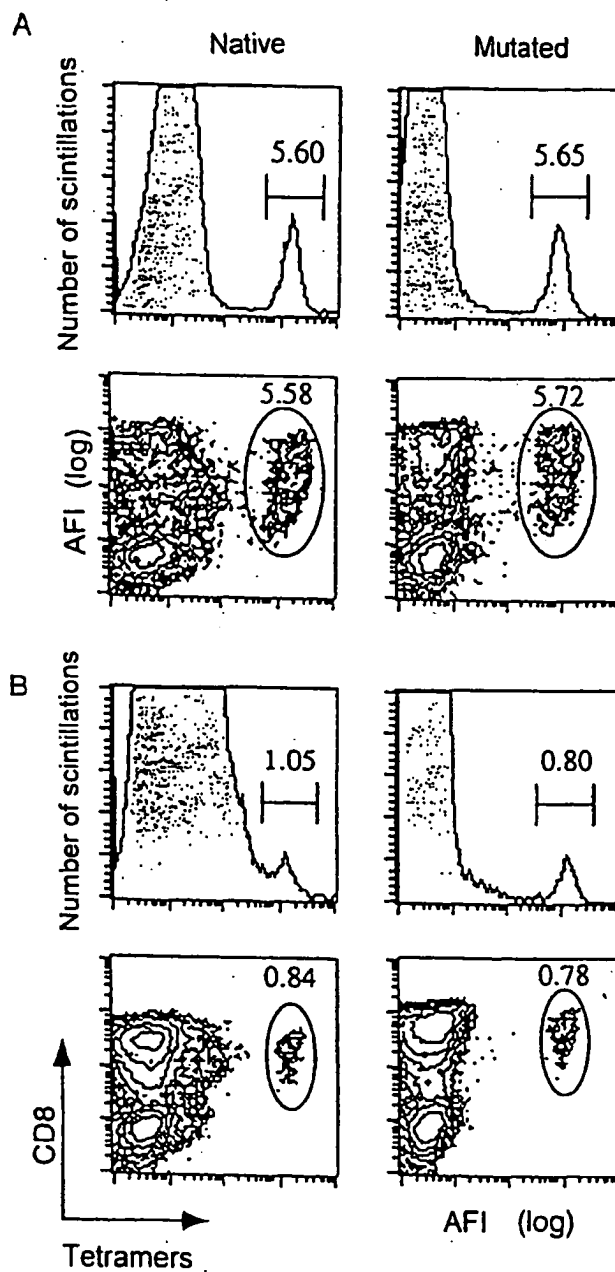 A
Native
Mutated
Number of scintillations
5.60
5.65
AFI (log)
5.58
5.72
B
Number of scintillations
1.05
0.80
0.84
0.78
CD8
Tetramers
AFI (log)